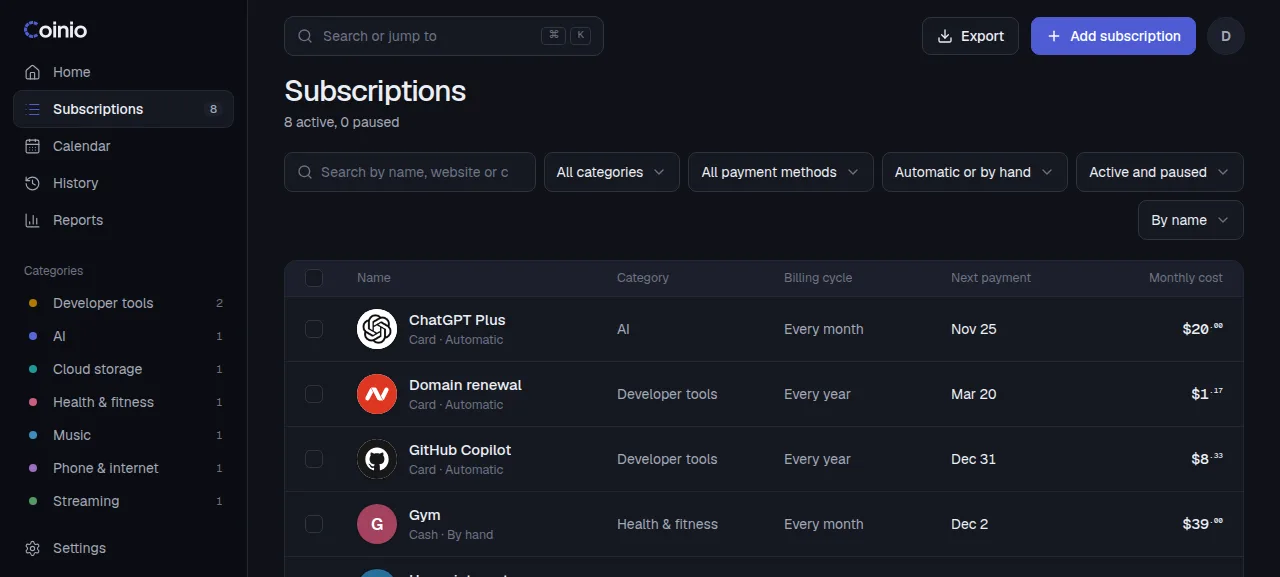 Coinio
Search or jump to ⌘ K
Export
Add subscription
D
Home
Subscriptions 8
Calendar
History
Reports
Categories
Developer tools 2
AI 1
Cloud storage 1
Health & fitness 1
Music 1
Phone & internet 1
Streaming 1
Settings
Subscriptions
8 active, 0 paused
Search by name, website or c
All categories
All payment methods
Automatic or by hand
Active and paused
By name
Name Category Billing cycle Next payment Monthly cost
ChatGPT Plus
Card · Automatic
AI Every month Nov 25 $20.00
Domain renewal
Card · Automatic
Developer tools Every year Mar 20 $1.17
GitHub Copilot
Card · Automatic
Developer tools Every year Dec 31 $8.33
G
Gym
Cash · By hand
Health & fitness Every month Dec 2 $39.00